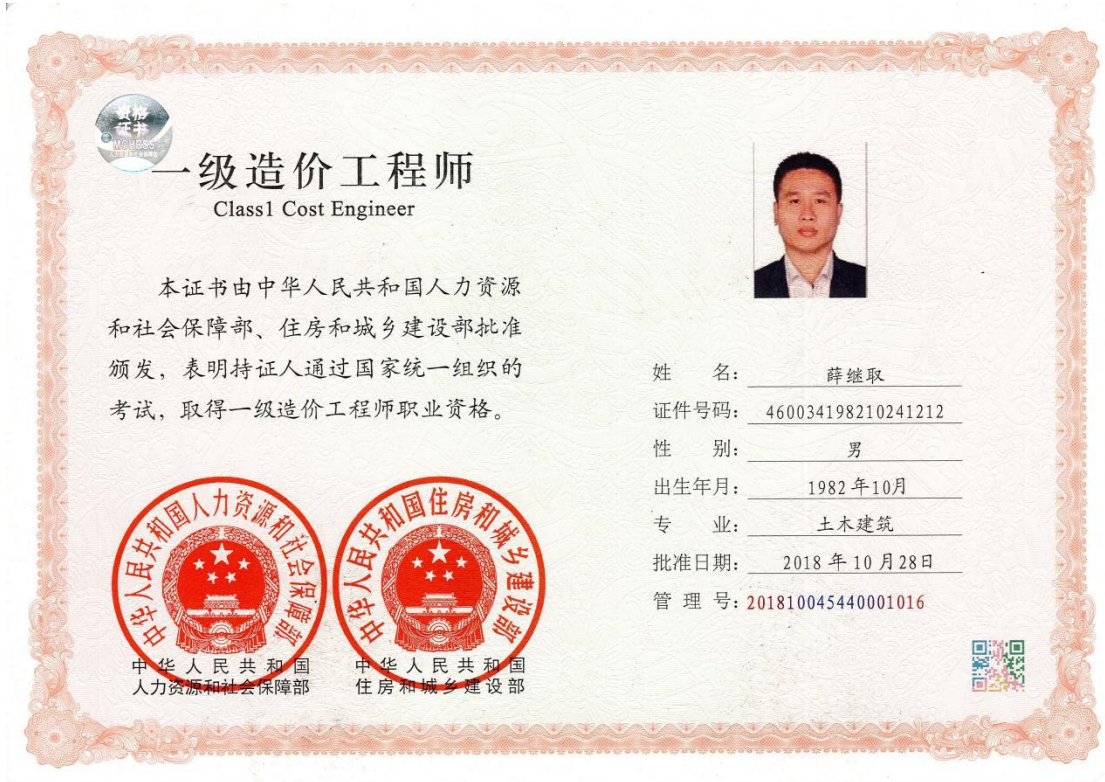 资格
证书
MOHRSS
一级造价工程师
Class1 Cost Engineer
本证书由中华人民共和国人力资源
和社会保障部、住房和城乡建设部批准
颁发，表明持证人通过国家统一组织的
考试，取得一级造价工程师职业资格。
中华人民共和国人力资源和社会保障部
中华人民共和国住房和城乡建设部
中华人民共和国
人力资源和社会保障部
中华人民共和国
住房和城乡建设部
姓 名：薛继取
证件号码：460034198210241212
性 别：男
出生年月：1982年10月
专 业：土木建筑
批准日期：2018年10月28日
管 理 号：201810045440001016